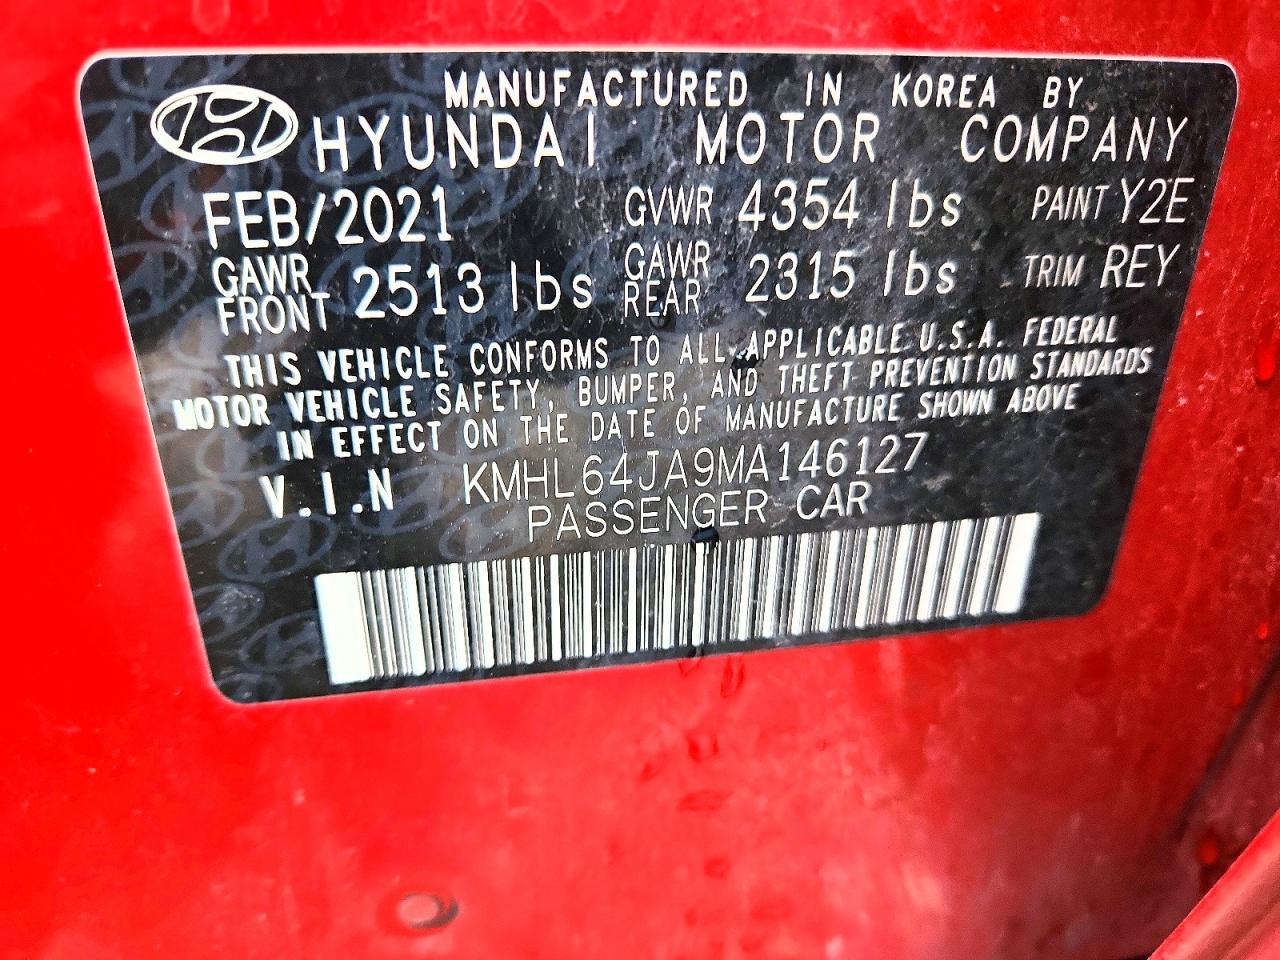 MANUFACTURED IN KOREA BY
HYUNDAI MOTOR COMPANY
FEB/2021 GVWR 4354 lbs PAINT Y2E
GAWR FRONT 2513 lbs GAWR REAR 2315 lbs TRIM REY
THIS VEHICLE CONFORMS TO ALL APPLICABLE U.S.A. FEDERAL
MOTOR VEHICLE SAFETY, BUMPER, AND THEFT PREVENTION STANDARDS
IN EFFECT ON THE DATE OF MANUFACTURE SHOWN ABOVE
V.I.N KMHL64JA9MA146127
PASSENGER CAR